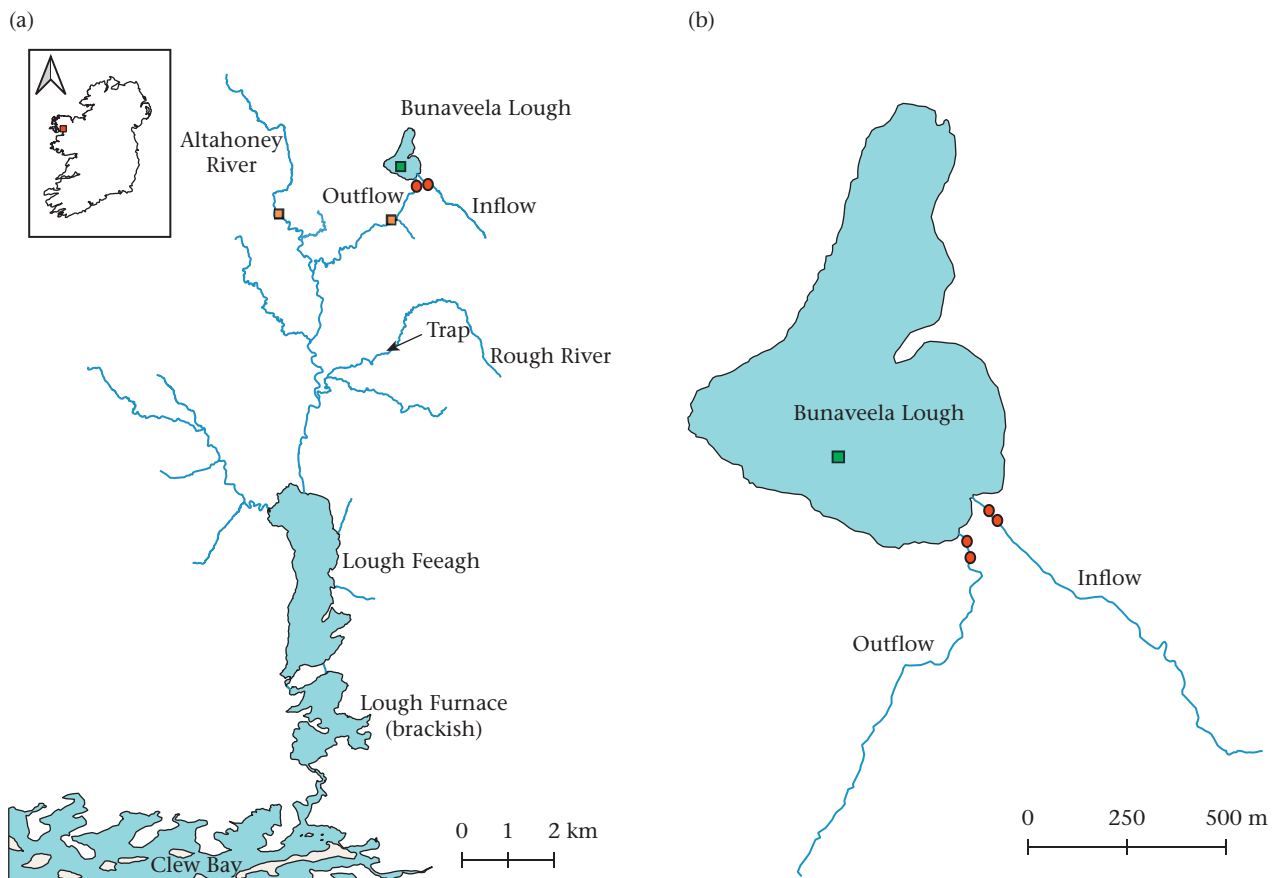 (a)
Bunaveela Lough
Altahoney
River
Outflow
Inflow
Trap
Rough River
Lough Feeagh
Lough Furnace
(brackish)
Clew Bay
0 1 2 km
(b)
Bunaveela Lough
Inflow
Outflow
0 250 500 m